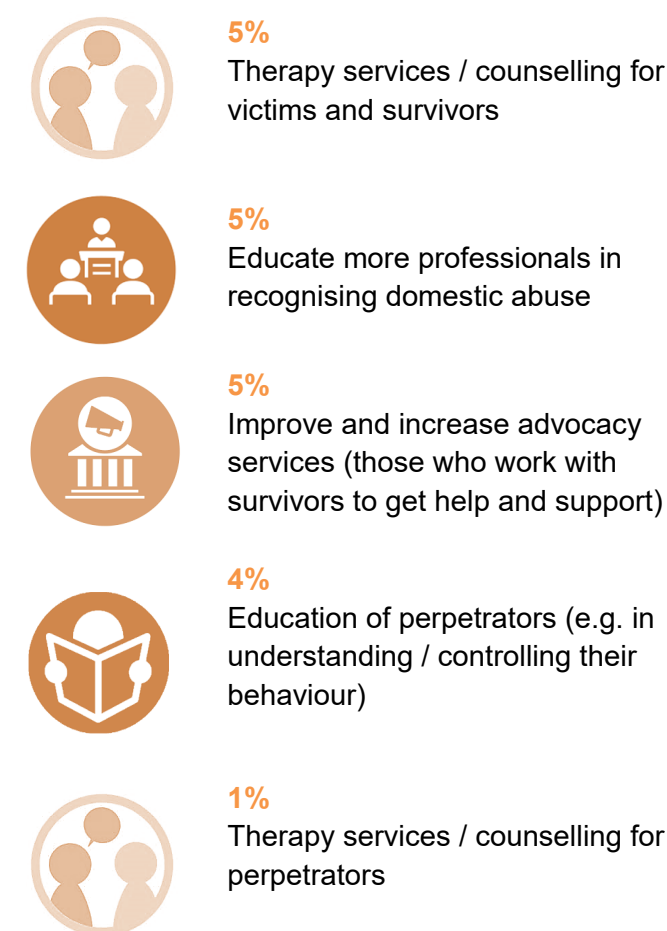 5%
Therapy services / counselling for
victims and survivors
5%
Educate more professionals in
recognising domestic abuse
5%
Improve and increase advocacy
services (those who work with
survivors to get help and support)
4%
Education of perpetrators (e.g. in
understanding / controlling their
behaviour)
1%
Therapy services / counselling for
perpetrators